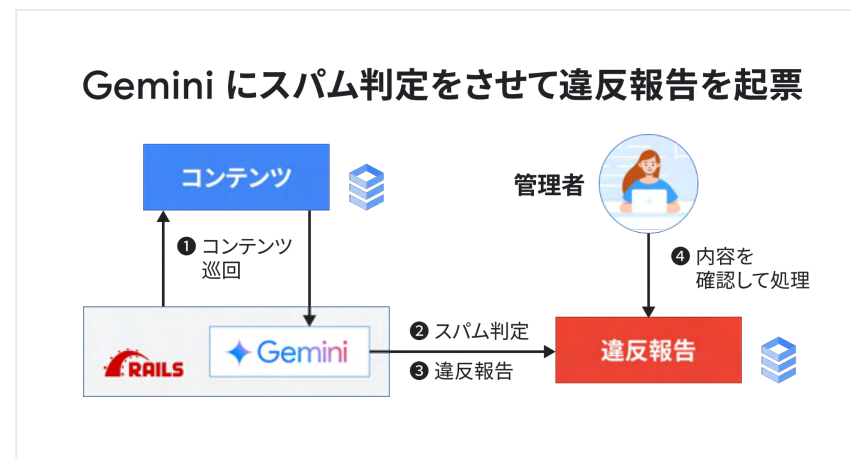 Gemini にスパム判定をさせて違反報告を起票
コンテンツ
管理者
❶ コンテンツ
巡回
❹ 内容を
確認して処理
RAILS
Gemini
❷ スパム判定
❸ 違反報告
違反報告